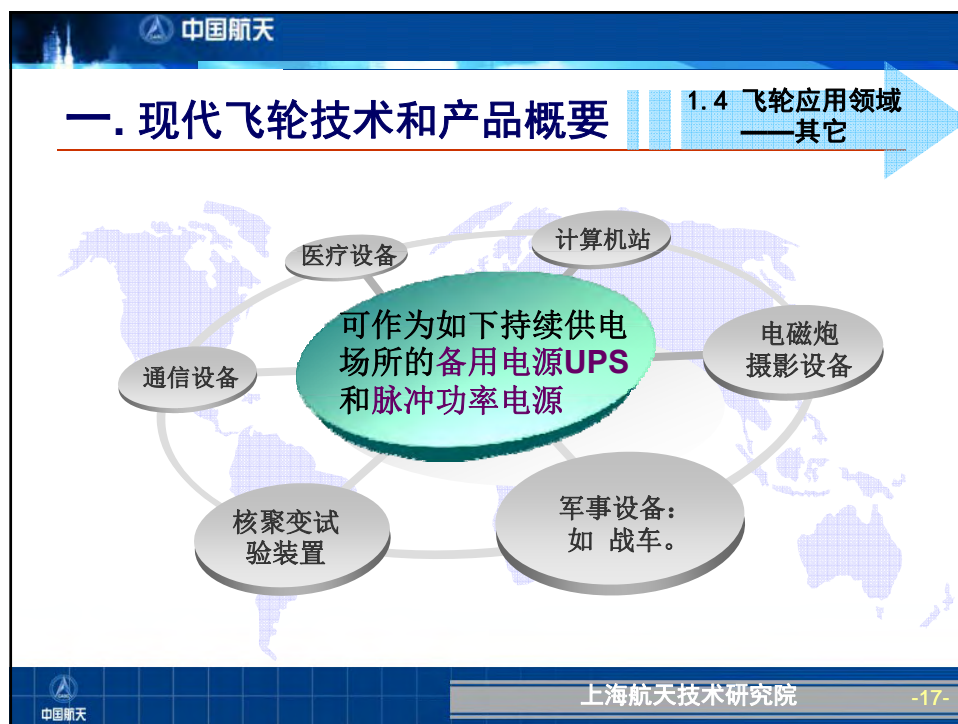 中国航天
一. 现代飞轮技术和产品概要
1.4 飞轮应用领域
——其它
医疗设备
计算机站
可作为如下持续供电
场所的备用电源UPS
和脉冲功率电源
电磁炮
摄影设备
通信设备
核聚变试
验装置
军事设备：
如 战车。
中国航天
上海航天技术研究院
-17-